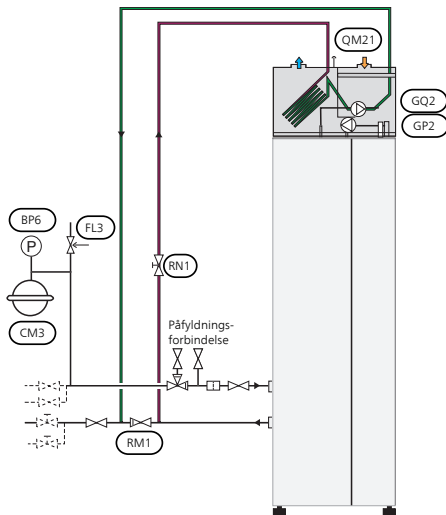 QM21
GQ2
GP2
BP6
FL3
P
RN1
CM3
Påfyldnings-
forbindelse
RM1